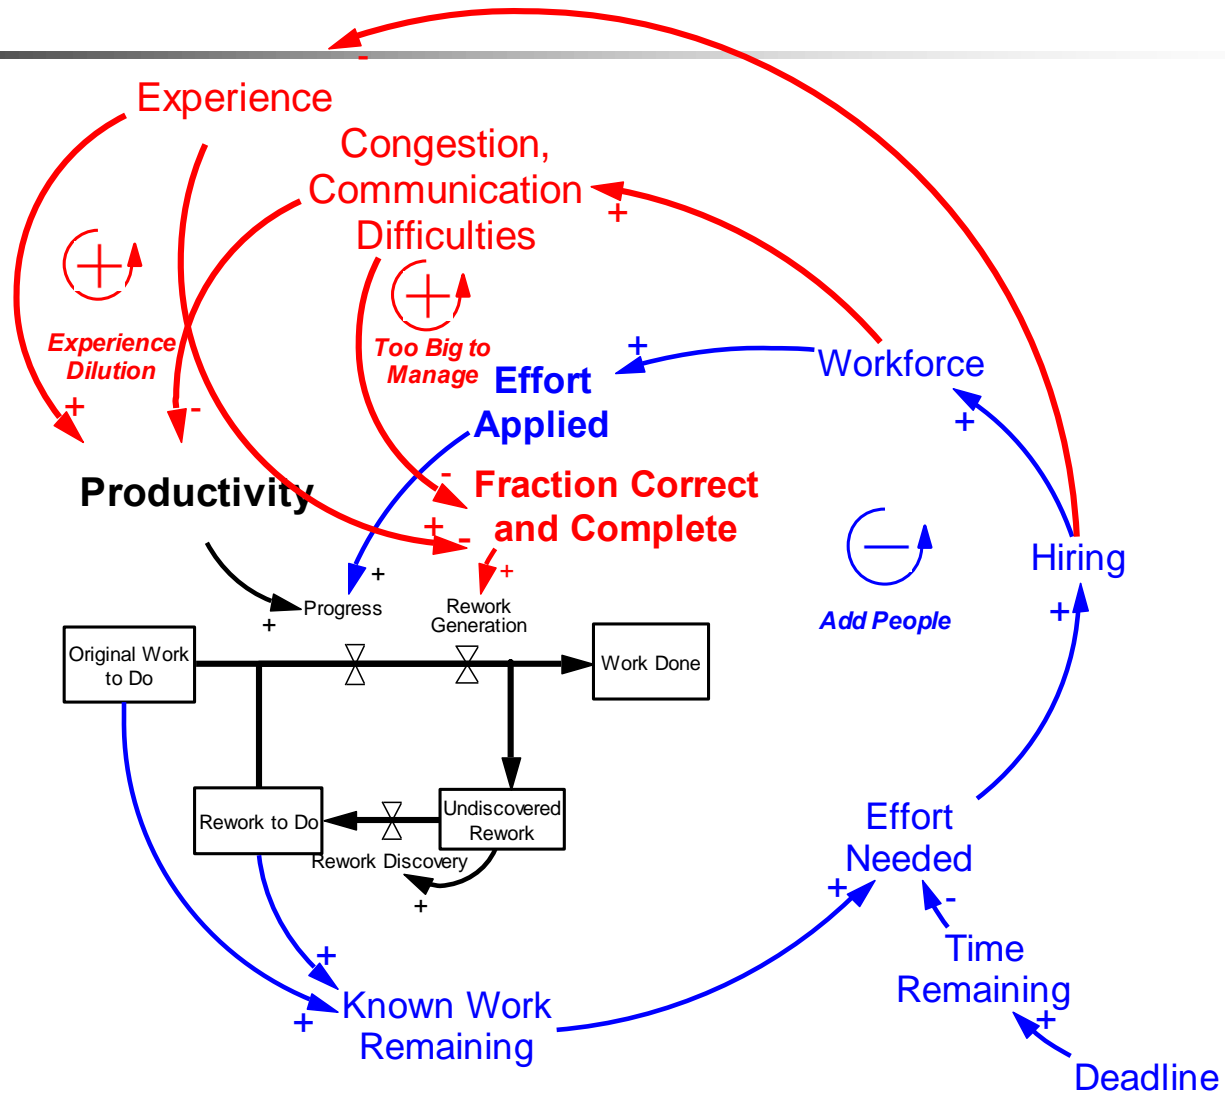 -
Experience
Congestion,
Communication
Difficulties
+
Experience
Dilution
Too Big to
Manage
+
Workforce
Effort
Applied
+
-
+
Productivity
-
Fraction Correct
and Complete
+
-
Hiring
+
Add People
+
+
+
Progress
+
Rework
Generation
Original Work
to Do
Work Done
Rework to Do
Undiscovered
Rework
Rework Discovery
+
Effort
Needed
+
-
Time
Remaining
+
+
Known Work
Remaining
+
Deadline